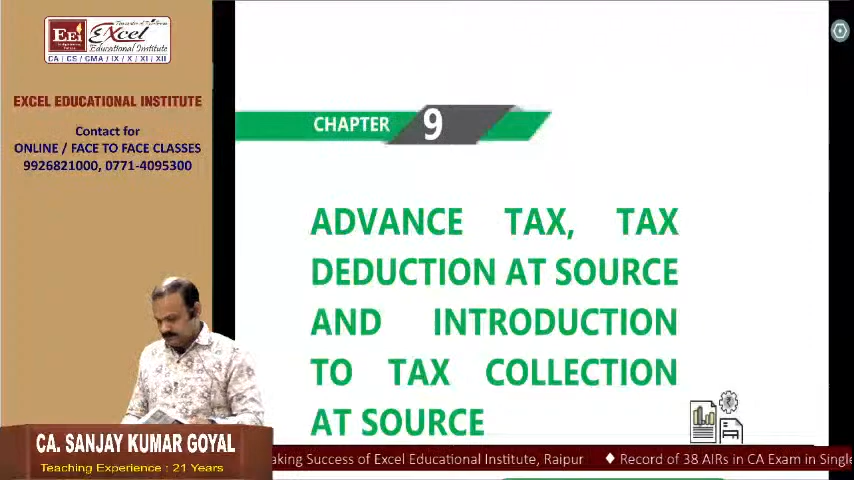 EEi
Excel
Educational Institute
CA / CS / CMA / IX / X / XI / XII
EXCEL EDUCATIONAL INSTITUTE
Contact for
ONLINE / FACE TO FACE CLASSES
9926821000, 0771-4095300
CHAPTER 9
ADVANCE TAX, TAX
DEDUCTION AT SOURCE
AND INTRODUCTION
TO TAX COLLECTION
AT SOURCE
CA. SANJAY KUMAR GOYAL
Teaching Experience : 21 Years
aking Success of Excel Educational Institute, Raipur ♦ Record of 38 AIRs in CA Exam in Single